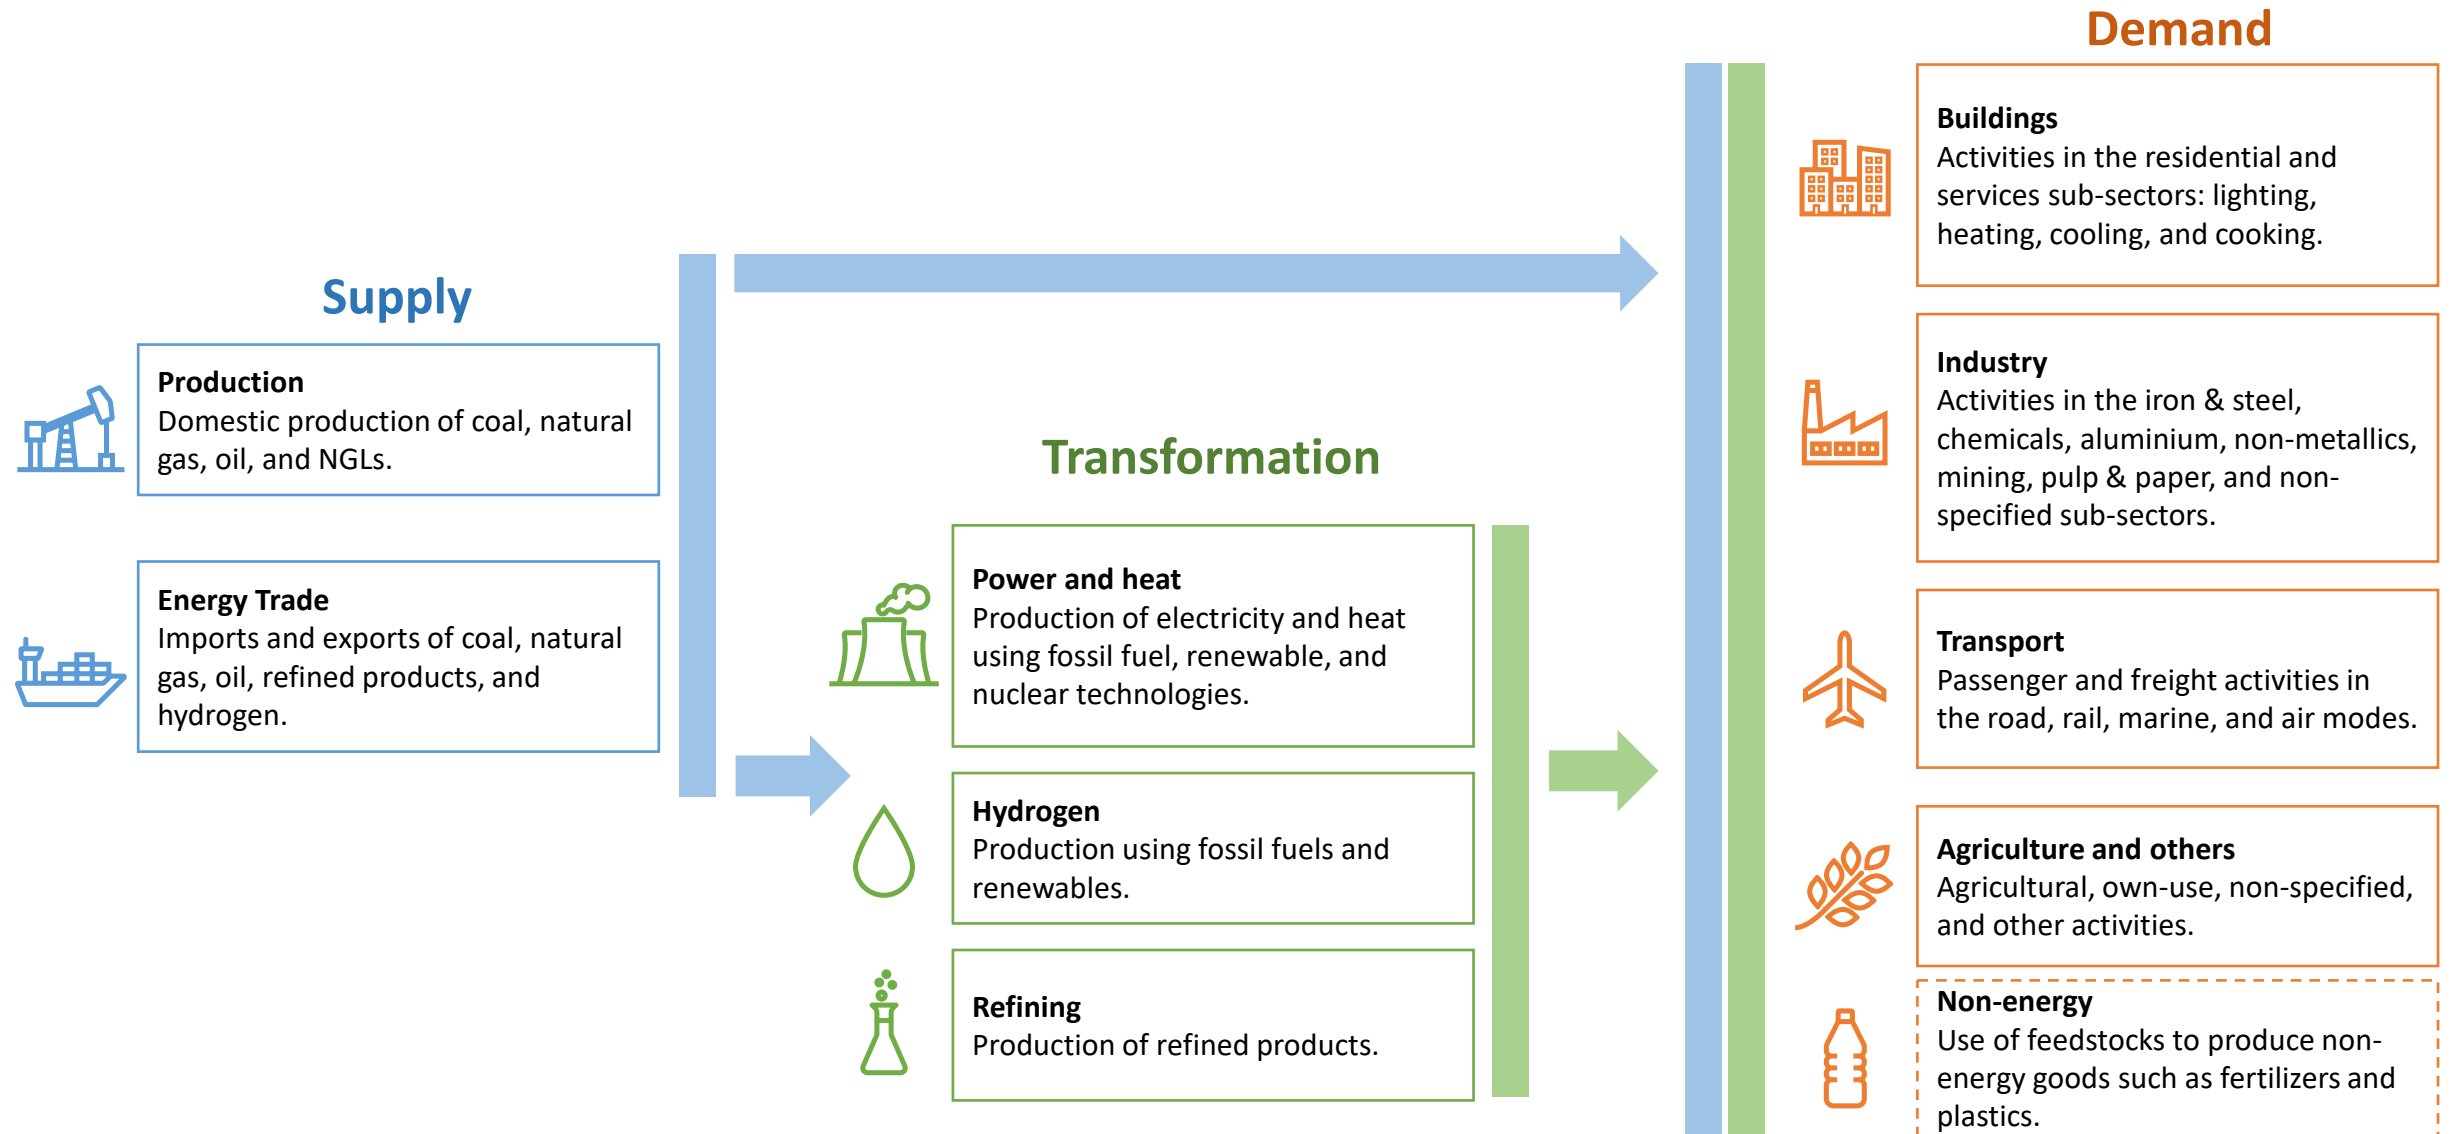 Supply
Production
Domestic production of coal, natural
gas, oil, and NGLs.
Energy Trade
Imports and exports of coal, natural
gas, oil, refined products, and
hydrogen.
Transformation
Power and heat
Production of electricity and heat
using fossil fuel, renewable, and
nuclear technologies.
Hydrogen
Production using fossil fuels and
renewables.
Refining
Production of refined products.
Demand
Buildings
Activities in the residential and
services sub-sectors: lighting,
heating, cooling, and cooking.
Industry
Activities in the iron & steel,
chemicals, aluminium, non-metallics,
mining, pulp & paper, and non-
specified sub-sectors.
Transport
Passenger and freight activities in
the road, rail, marine, and air modes.
Agriculture and others
Agricultural, own-use, non-specified,
and other activities.
Non-energy
Use of feedstocks to produce non-
energy goods such as fertilizers and
plastics.